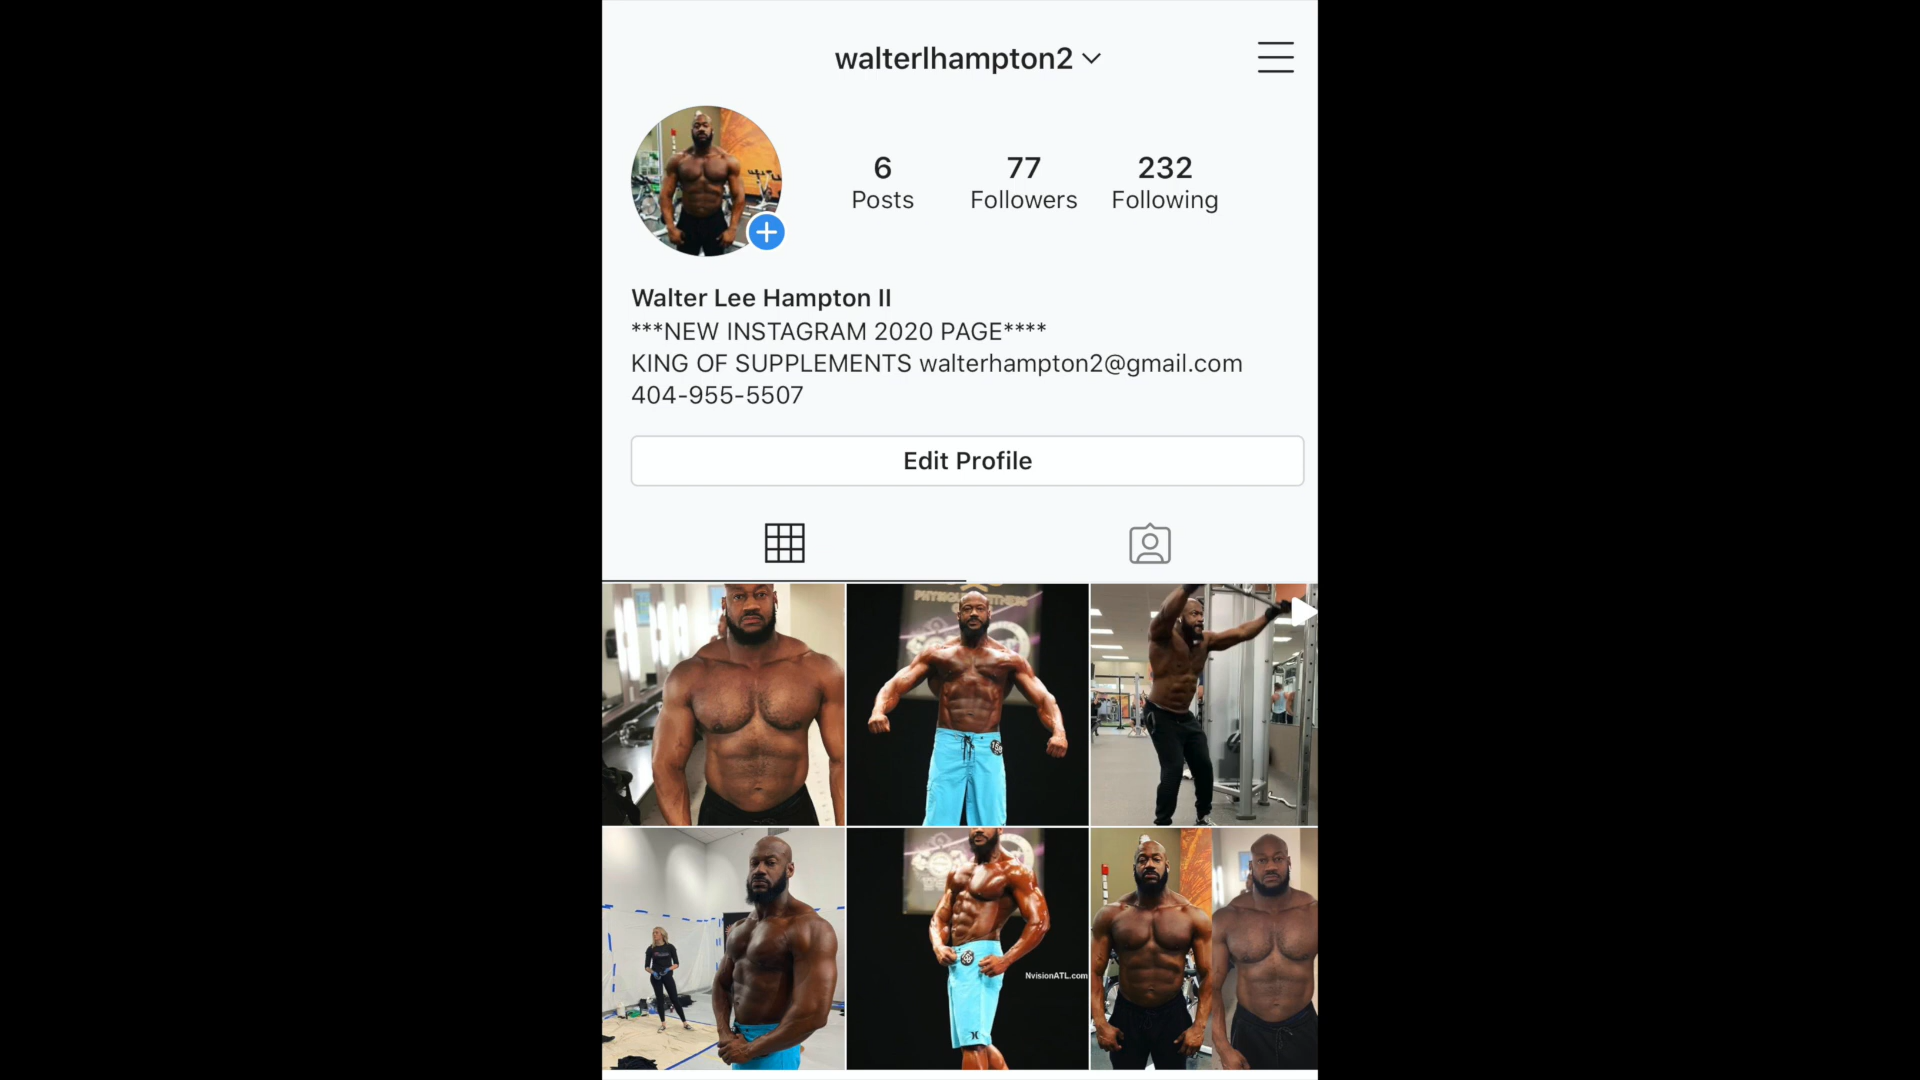 walterlhampton2
6 77 232
Posts Followers Following
Walter Lee Hampton II
***NEW INSTAGRAM 2020 PAGE****
KING OF SUPPLEMENTS walterhampton2@gmail.com
404-955-5507
Edit Profile
NvisionATL.com